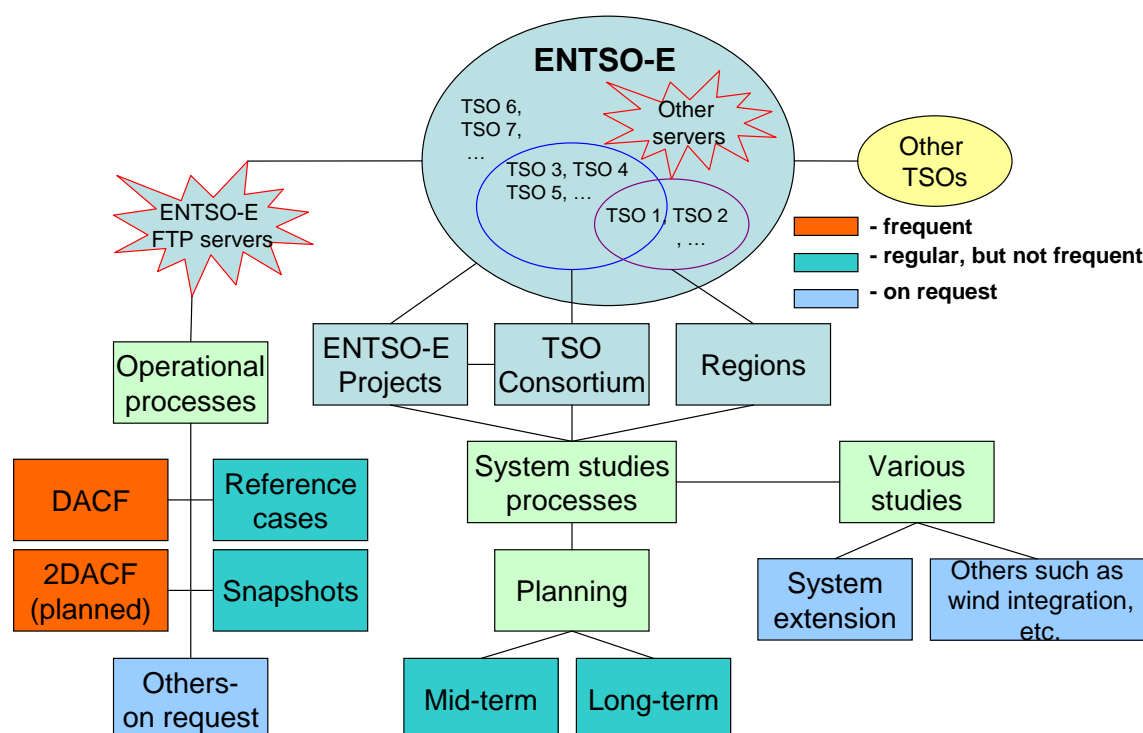 ENTSO-E
TSO 6,
TSO 7,
…
Other
servers
TSO 3, TSO 4
TSO 5, …
TSO 1, TSO 2
, …
Other
TSOs
ENTSO-E
FTP servers
- frequent
- regular, but not frequent
- on request
ENTSO-E
Projects
TSO
Consortium
Regions
Operational
processes
System studies
processes
Various
studies
DACF
Reference
cases
2DACF
(planned)
Snapshots
Planning
System
extension
Others such as
wind integration,
etc.
Others-
on request
Mid-term
Long-term